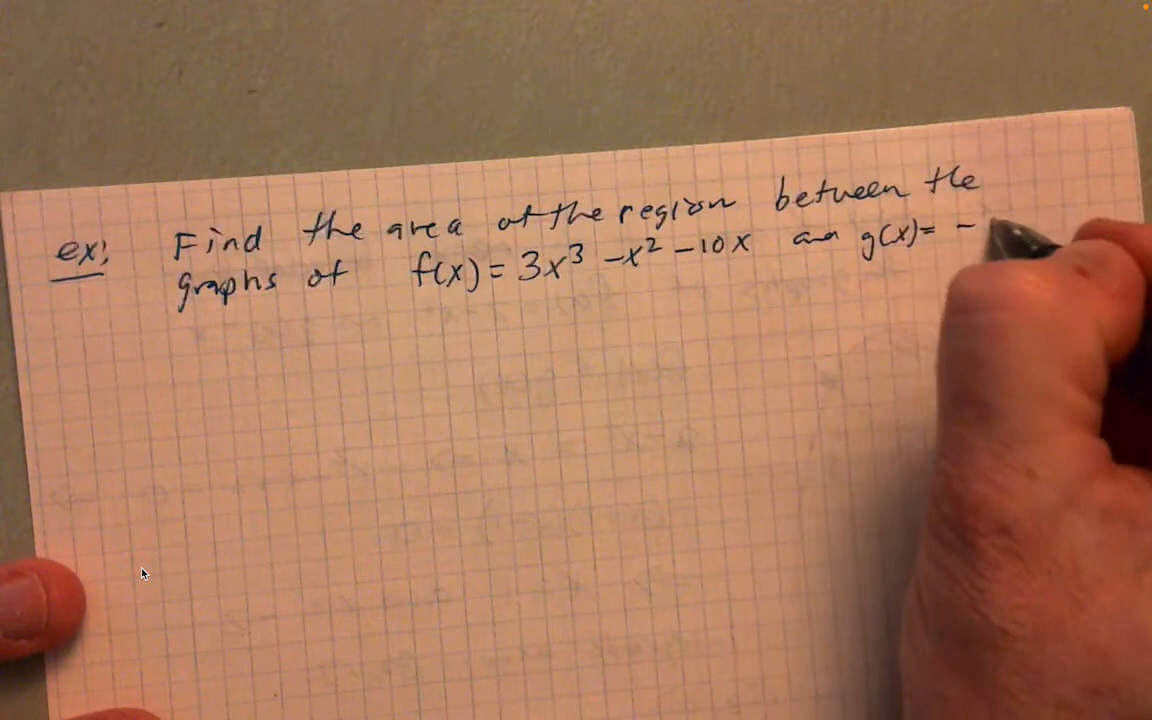 ex: Find the area of the region between the
graphs of f(x) = 3x³ - x² - 10x and g(x) = -